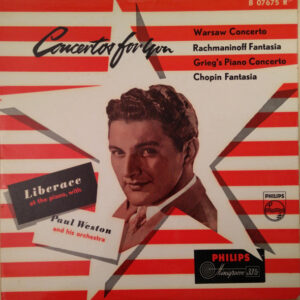 B 07675 R
Concertos for You
Warsaw Concerto
Rachmaninoff Fantasia
Grieg's Piano Concerto
Chopin Fantasia
Liberace
at the piano, with
Paul Weston
and his orchestra
PHILIPS
PHILIPS
Minigroove 33⅓